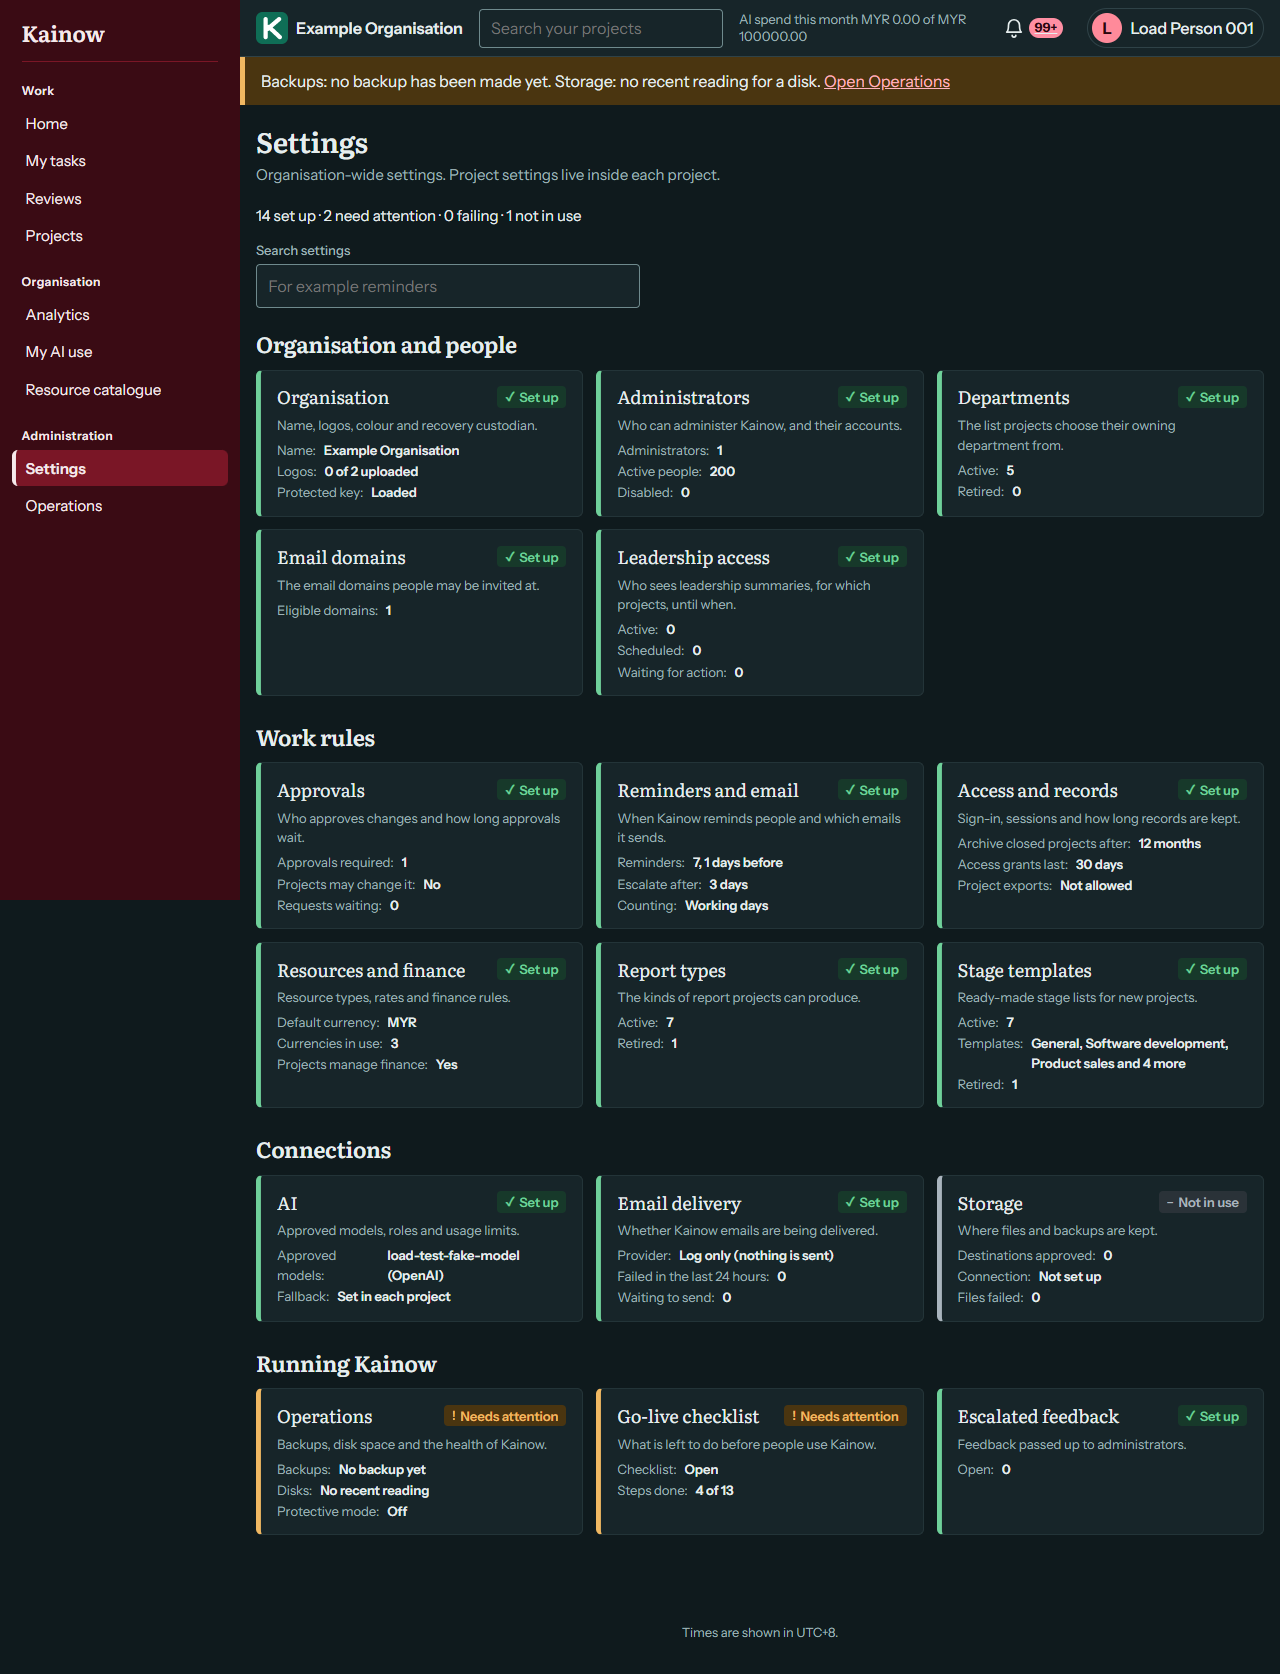 Kainow
Work
Home
My tasks
Reviews
Projects
Organisation
Analytics
My AI use
Resource catalogue
Administration
Settings
Operations
K Example Organisation
Search your projects
AI spend this month MYR 0.00 of MYR
100000.00
99+
L Load Person 001
Backups: no backup has been made yet. Storage: no recent reading for a disk. Open Operations
Settings
Organisation-wide settings. Project settings live inside each project.
14 set up · 2 need attention · 0 failing · 1 not in use
Search settings
For example reminders
Organisation and people
Organisation
✓ Set up
Name, logos, colour and recovery custodian.
Name: Example Organisation
Logos: 0 of 2 uploaded
Protected key: Loaded
Administrators
✓ Set up
Who can administer Kainow, and their accounts.
Administrators: 1
Active people: 200
Disabled: 0
Departments
✓ Set up
The list projects choose their owning
department from.
Active: 5
Retired: 0
Email domains
✓ Set up
The email domains people may be invited at.
Eligible domains: 1
Leadership access
✓ Set up
Who sees leadership summaries, for which
projects, until when.
Active: 0
Scheduled: 0
Waiting for action: 0
Work rules
Approvals
✓ Set up
Who approves changes and how long approvals
wait.
Approvals required: 1
Projects may change it: No
Requests waiting: 0
Reminders and email
✓ Set up
When Kainow reminds people and which emails
it sends.
Reminders: 7, 1 days before
Escalate after: 3 days
Counting: Working days
Access and records
✓ Set up
Sign-in, sessions and how long records are kept.
Archive closed projects after: 12 months
Access grants last: 30 days
Project exports: Not allowed
Resources and finance
✓ Set up
Resource types, rates and finance rules.
Default currency: MYR
Currencies in use: 3
Projects manage finance: Yes
Report types
✓ Set up
The kinds of report projects can produce.
Active: 7
Retired: 1
Stage templates
✓ Set up
Ready-made stage lists for new projects.
Active: 7
Templates: General, Software development,
Product sales and 4 more
Retired: 1
Connections
AI
✓ Set up
Approved models, roles and usage limits.
Approved load-test-fake-model
models: (OpenAI)
Fallback: Set in each project
Email delivery
✓ Set up
Whether Kainow emails are being delivered.
Provider: Log only (nothing is sent)
Failed in the last 24 hours: 0
Waiting to send: 0
Storage
– Not in use
Where files and backups are kept.
Destinations approved: 0
Connection: Not set up
Files failed: 0
Running Kainow
Operations
! Needs attention
Backups, disk space and the health of Kainow.
Backups: No backup yet
Disks: No recent reading
Protective mode: Off
Go-live checklist
! Needs attention
What is left to do before people use Kainow.
Checklist: Open
Steps done: 4 of 13
Escalated feedback
✓ Set up
Feedback passed up to administrators.
Open: 0
Times are shown in UTC+8.